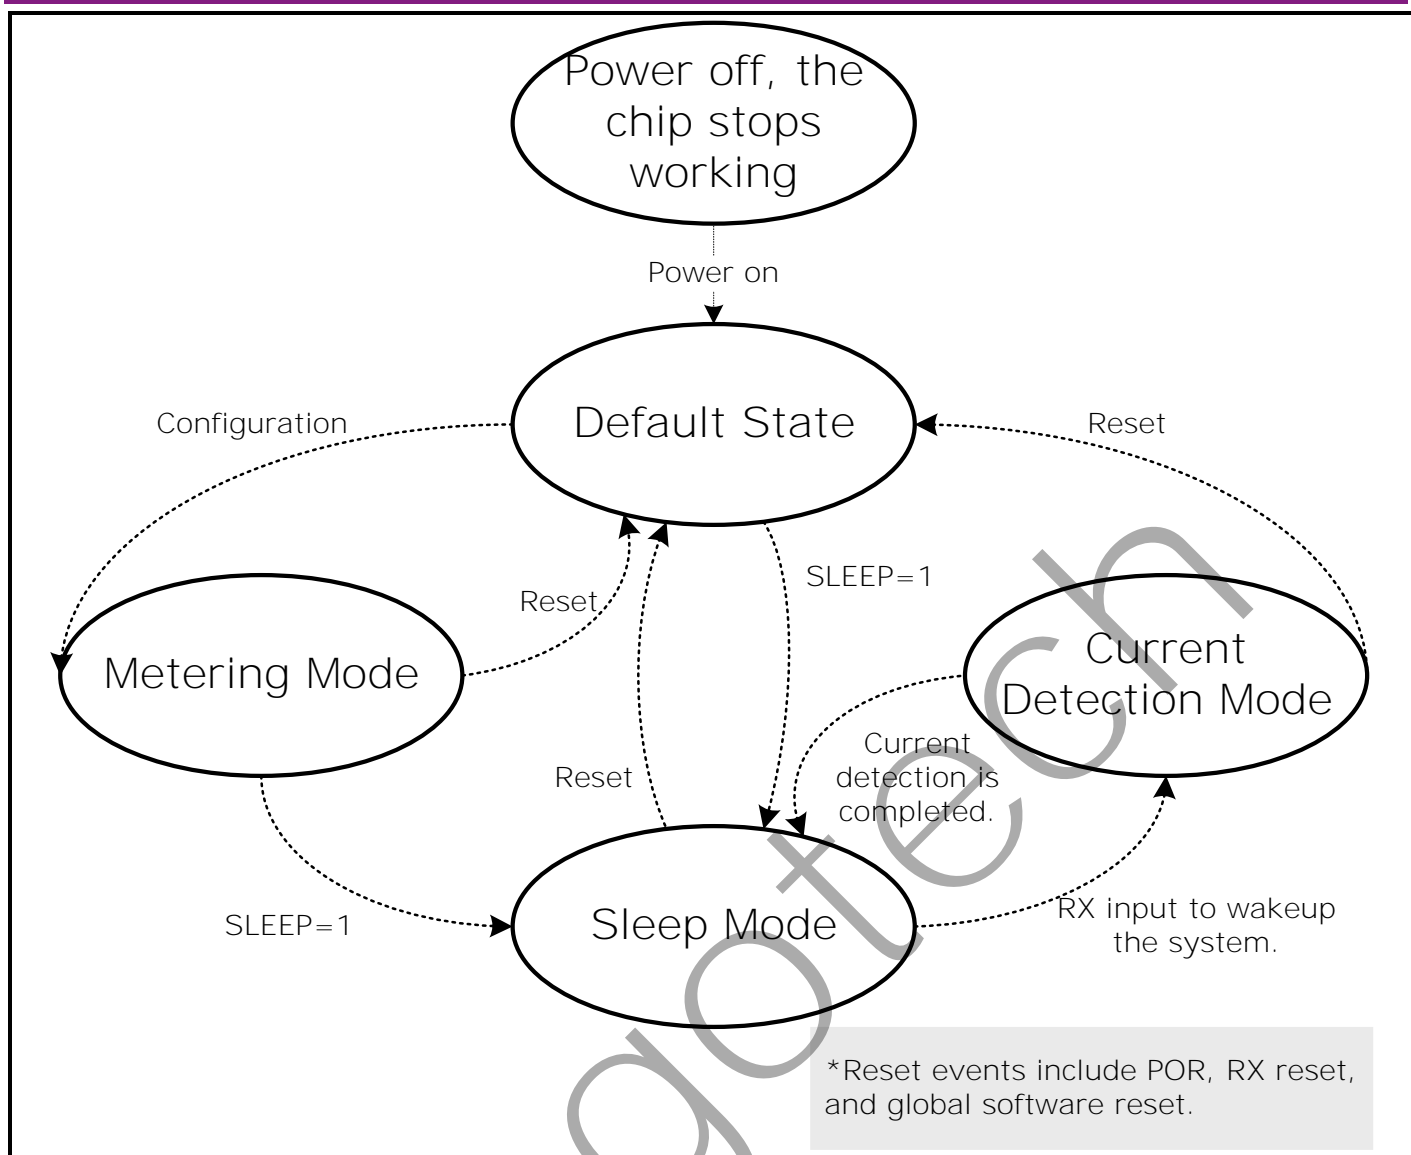 Power off, the
chip stops
working
Power on
Default State
Configuration
Reset
SLEEP=1
Reset
Metering Mode
Current
Detection Mode
Current
detection is
completed.
Reset
SLEEP=1
Sleep Mode
RX input to wakeup
the system.
*Reset events include POR, RX reset,
and global software reset.
gotech